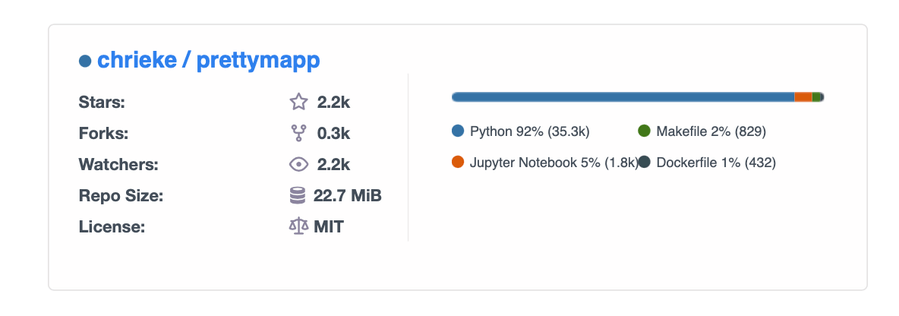 chrieke / prettymapp
Stars: 2.2k
Forks: 0.3k
Watchers: 2.2k
Repo Size: 22.7 MiB
License: MIT
Python 92% (35.3k)
Makefile 2% (829)
Jupyter Notebook 5% (1.8k)
Dockerfile 1% (432)